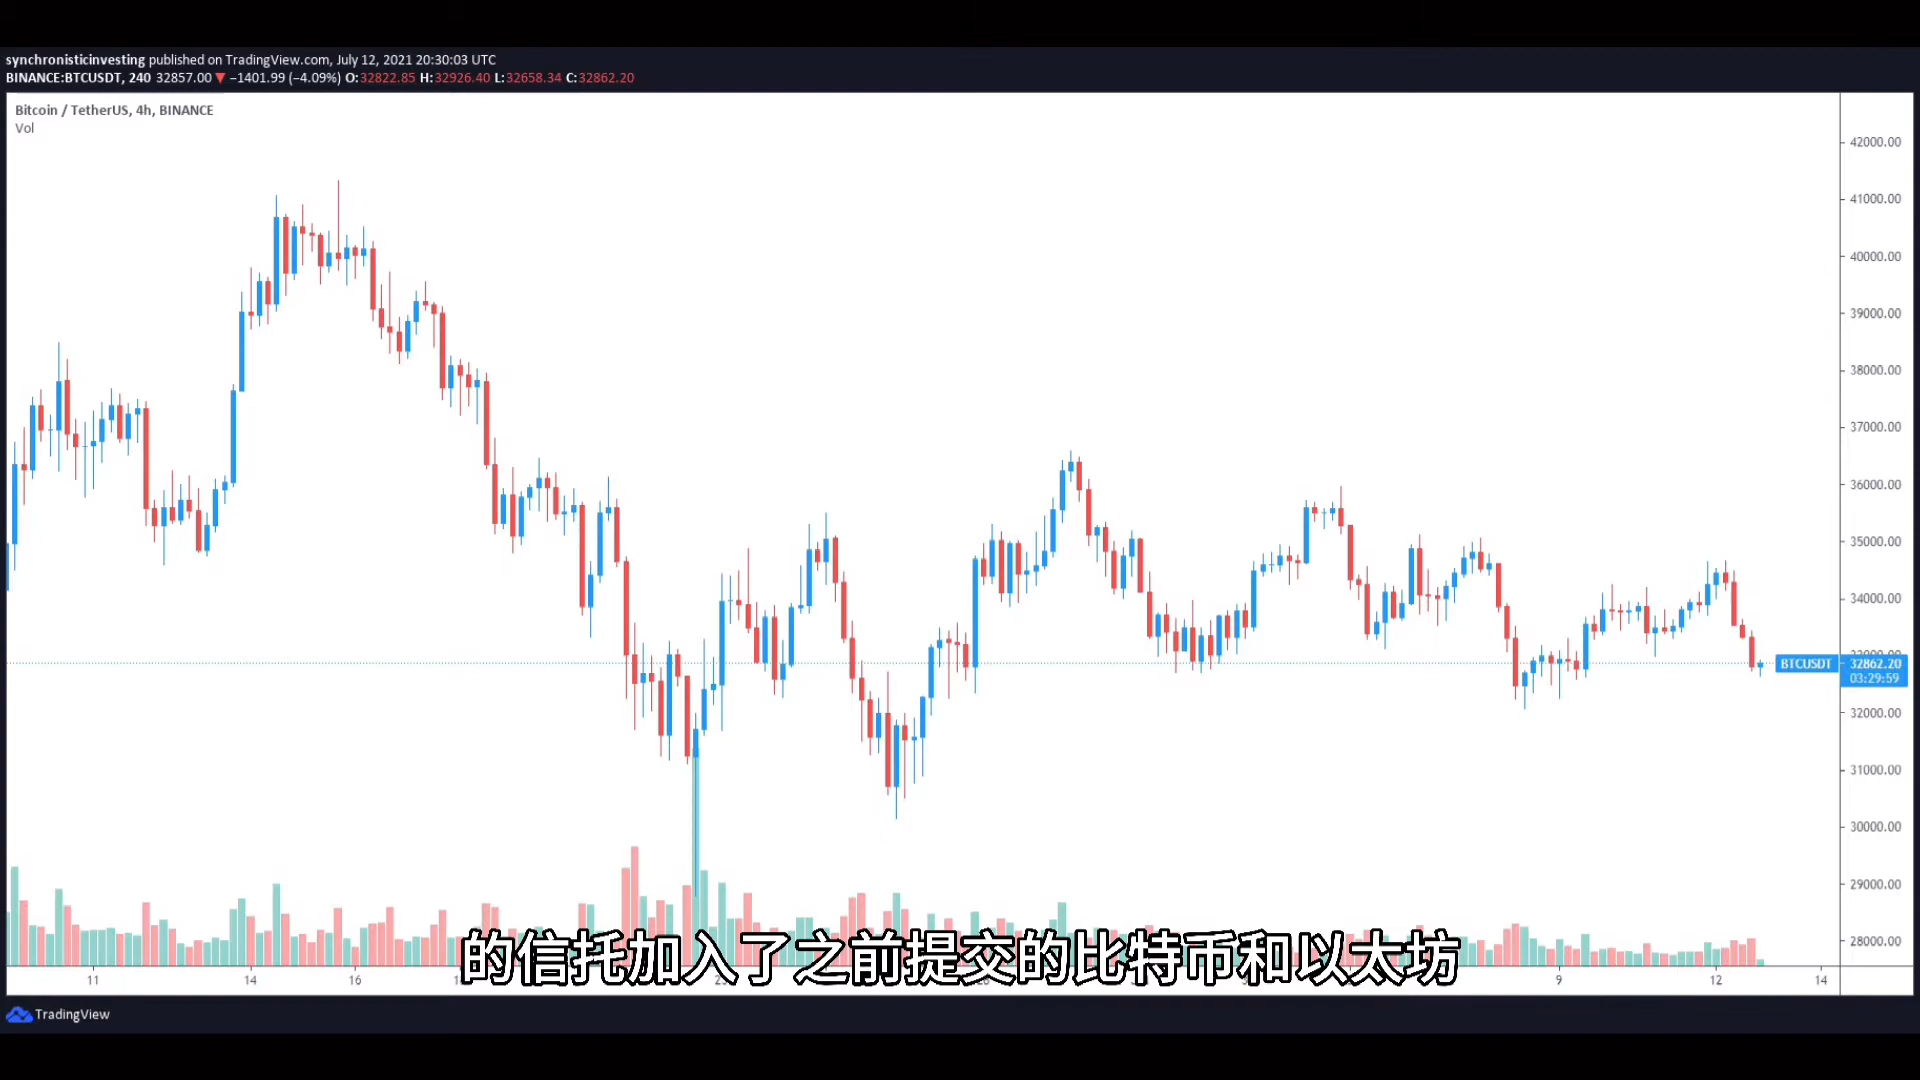 synchronisticinvesting published on TradingView.com, July 12, 2021 20:30:03 UTC
BINANCE:BTCUSDT, 240 32857.00 ▼ −1401.99 (−4.09%) O:32822.85 H:32926.40 L:32658.34 C:32862.20
Bitcoin / TetherUS, 4h, BINANCE
Vol
42000.00
41000.00
40000.00
39000.00
38000.00
37000.00
36000.00
35000.00
34000.00
BTCUSDT 32862.20
03:29:59
32000.00
31000.00
30000.00
29000.00
28000.00
的信托加入了之前提交的比特币和以太坊
11 14 16 9 12 14
TradingView